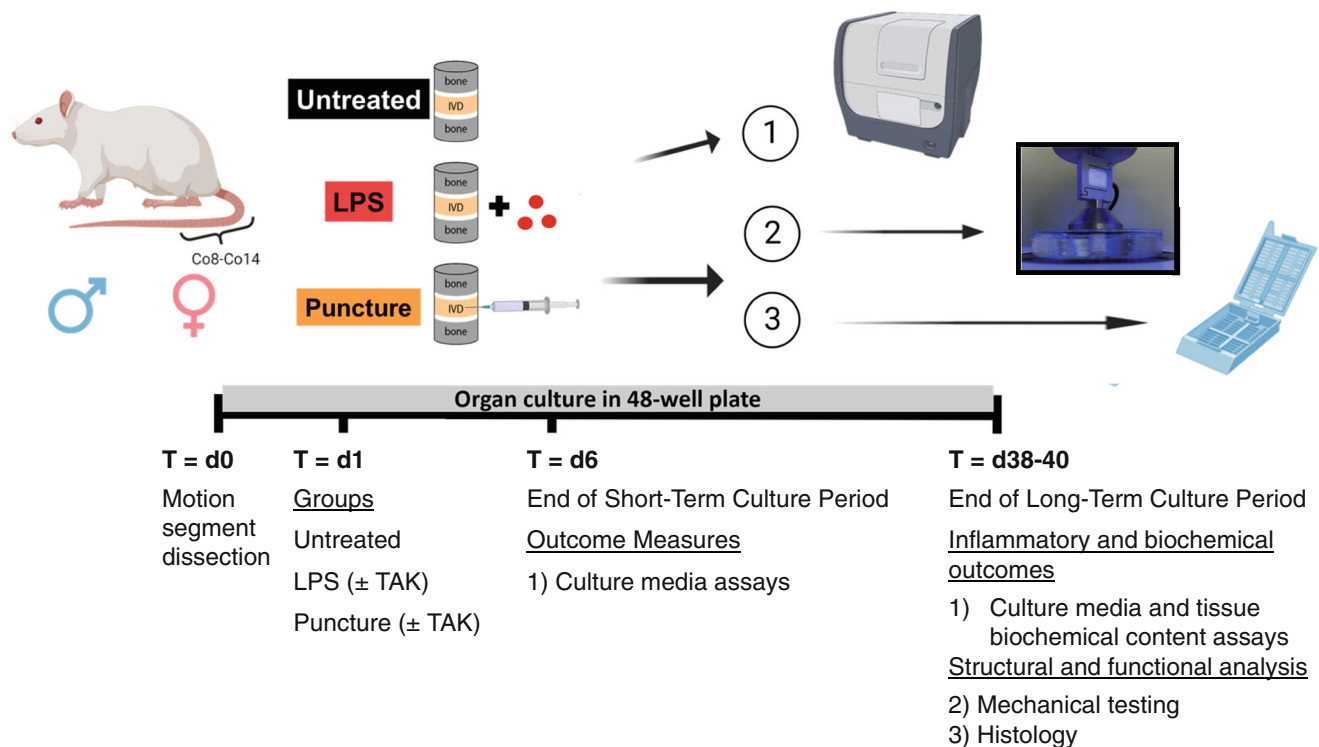 Untreated
bone
IVD
bone
LPS
bone
IVD
bone
Puncture
bone
IVD
bone
Co8-Co14
1
2
3
Organ culture in 48-well plate
T = d0
Motion
segment
dissection
T = d1
Groups
Untreated
LPS (± TAK)
Puncture (± TAK)
T = d6
End of Short-Term Culture Period
Outcome Measures
1) Culture media assays
T = d38-40
End of Long-Term Culture Period
Inflammatory and biochemical
outcomes
1) Culture media and tissue
biochemical content assays
Structural and functional analysis
2) Mechanical testing
3) Histology